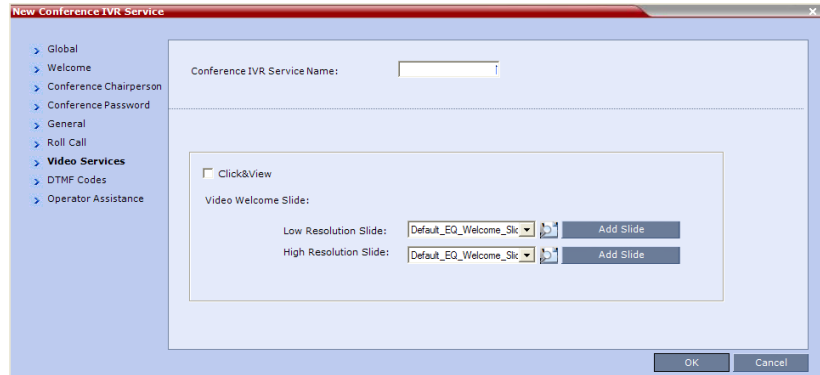 New Conference IVR Service
Global
Welcome
Conference Chairperson
Conference Password
General
Roll Call
Video Services
DTMF Codes
Operator Assistance
Conference IVR Service Name:
Click&View
Video Welcome Slide:
Low Resolution Slide: Default_EQ_Welcome_Slic Add Slide
High Resolution Slide: Default_EQ_Welcome_Slic Add Slide
OK Cancel